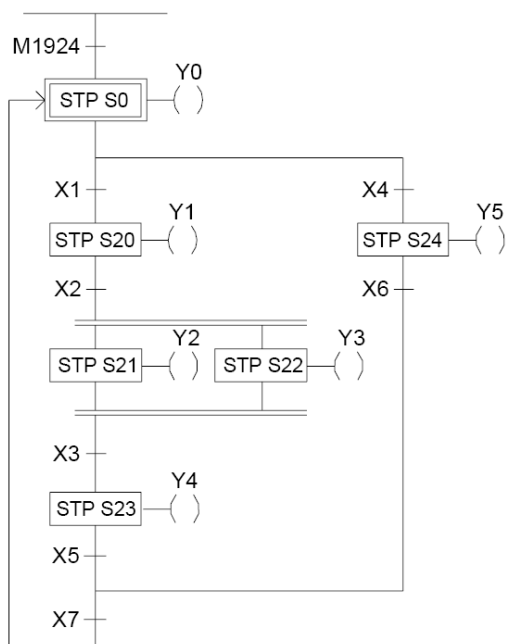 M1924
Y0
STP S0
X1
X4
Y1
Y5
STP S20
STP S24
X2
X6
Y2
Y3
STP S21
STP S22
X3
Y4
STP S23
X5
X7